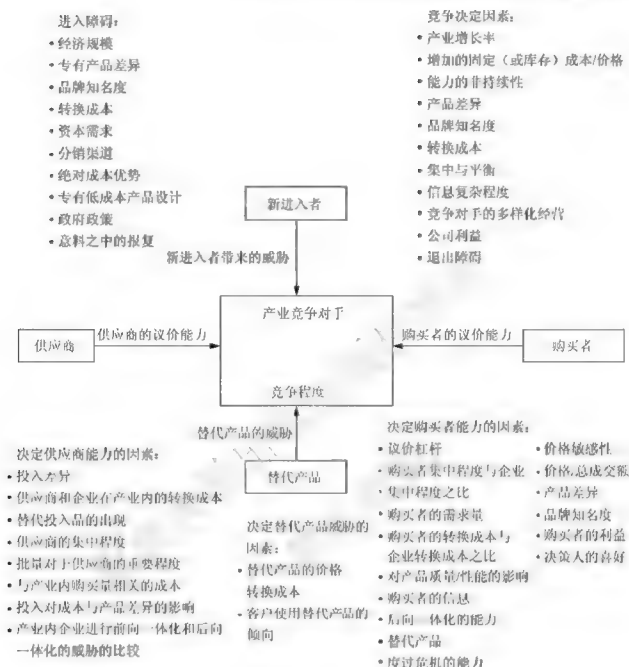 进入障碍：
• 经济规模
• 专有产品差异
• 品牌知名度
• 转换成本
• 资本需求
• 分销渠道
• 绝对成本优势
• 专有低成本产品设计
• 政府政策
• 意料之中的报复
竞争决定因素：
• 产业增长率
• 增加的固定（或库存）成本/价格
• 能力的非持续性
• 产品差异
• 品牌知名度
• 转换成本
• 集中与平衡
• 信息复杂程度
• 竞争对手的多样化经营
• 公司利益
• 退出障碍
新进入者
新进入者带来的威胁
产业竞争对手
竞争程度
供应商
供应商的议价能力
购买者的议价能力
购买者
替代产品的威胁
替代产品
决定供应商能力的因素：
• 投入差异
• 供应商和企业在产业内的转换成本
• 替代投入品的出现
• 供应商的集中程度
• 批量对于供应商的重要程度
• 与产业内购买量相关的成本
• 投入对成本与产品差异的影响
• 产业内企业进行前向一体化和后向
一体化的威胁的比较
决定替代产品威胁的
因素：
• 替代产品的价格
转换成本
• 客户使用替代产品的
倾向
决定购买者能力的因素：
• 议价杠杆
• 购买者集中程度与企业
集中程度之比
• 购买者的需求量
• 购买者的转换成本与
企业转换成本之比
• 对产品质量/性能的影响
• 购买者的信息
• 后向一体化的能力
• 替代产品
• 度过危机的能力
• 价格敏感性
• 价格/总成交额
• 产品差异
• 品牌知名度
• 购买者的利益
• 决策人的喜好